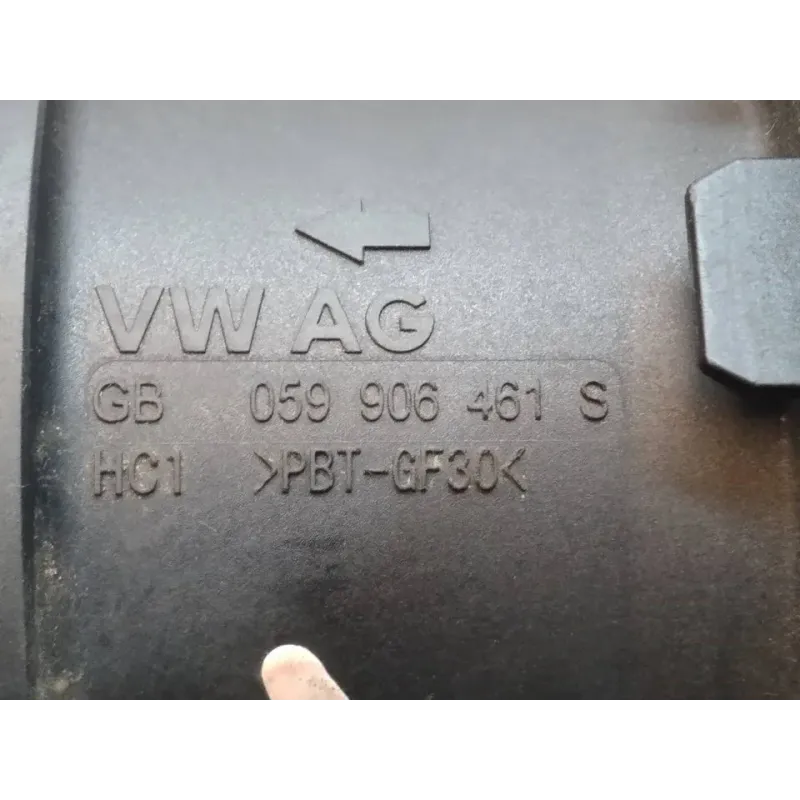 VW AG
GB 059 906 461 S
HC1 >PBT-GF30<